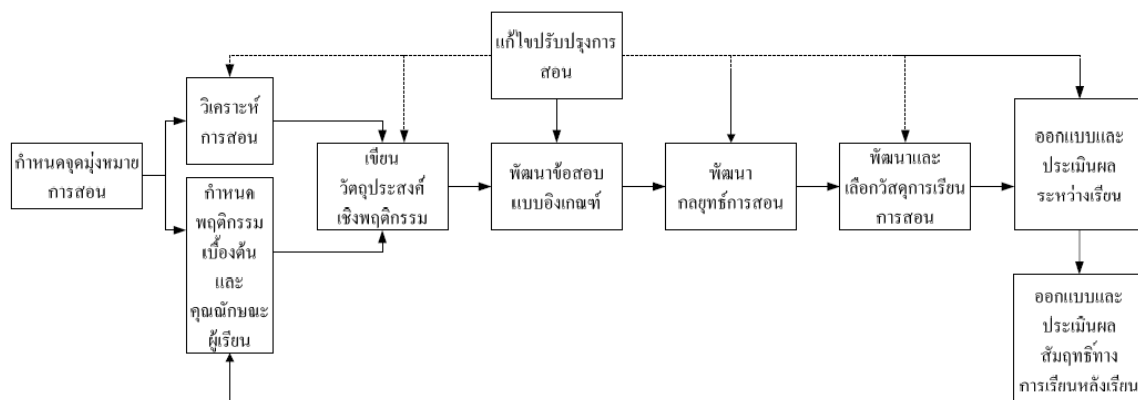 แก้ไขปรับปรุงการ
สอน
วิเคราะห์
การสอน
กำหนดจุดมุ่งหมาย
การสอน
กำหนด
พฤติกรรม
เบื้องต้น
และ
คุณณักษณะ
ผู้เรียน
เขียน
วัตถุประสงค์
เชิงพฤติกรรม
พัฒนาข้อสอบ
แบบอิงเกณฑ์
พัฒนา
กลยุทธ์การสอน
พัฒนาและ
เลือกวัสดุการเรียน
การสอน
ออกแบบและ
ประเมินผล
ระหว่างเรียน
ออกแบบและ
ประเมินผล
สัมฤทธิ์ทาง
การเรียนหลังเรียน